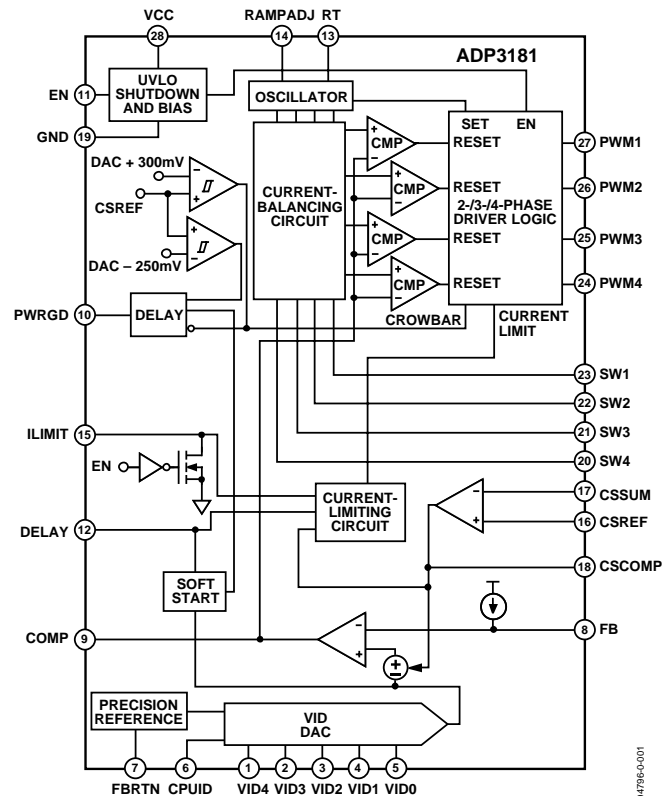 VCC
RAMPADJ RT
28
14
13
ADP3181
EN 11
UVLO
SHUTDOWN
AND BIAS
OSCILLATOR
GND 19
SET EN
CMP
RESET
27 PWM1
DAC + 300mV
CSREF
CURRENT-
BALANCING
CIRCUIT
CMP
RESET
26 PWM2
2-/3-/4-PHASE
DRIVER LOGIC
CMP
RESET
25 PWM3
DAC – 250mV
CMP
RESET
24 PWM4
PWRGD 10
DELAY
CROWBAR
CURRENT
LIMIT
23 SW1
22 SW2
21 SW3
20 SW4
ILIMIT 15
EN
CURRENT-
LIMITING
CIRCUIT
17 CSSUM
16 CSREF
DELAY 12
18 CSCOMP
SOFT
START
COMP 9
8 FB
PRECISION
REFERENCE
VID
DAC
7
6
1
2
3
4
5
FBRTN CPUID VID4 VID3 VID2 VID1 VID0
04796-0-001